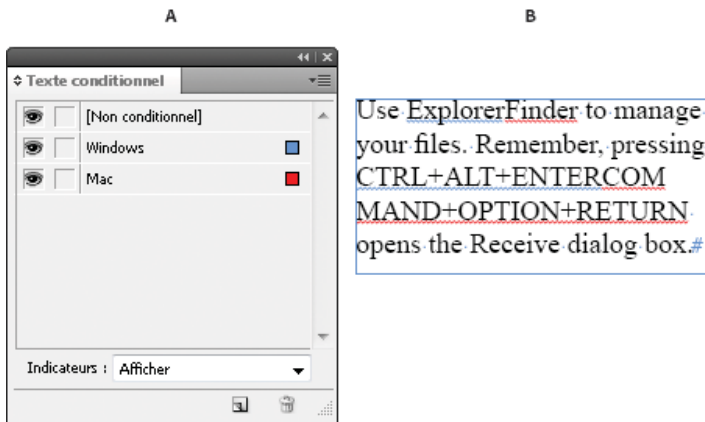 A
B
Texte conditionnel
[Non conditionnel]
Windows
Mac
Indicateurs : Afficher
Use ExplorerFinder to manage
your files. Remember, pressing
CTRL+ALT+ENTERCOM
MAND+OPTION+RETURN
opens the Receive dialog box.#